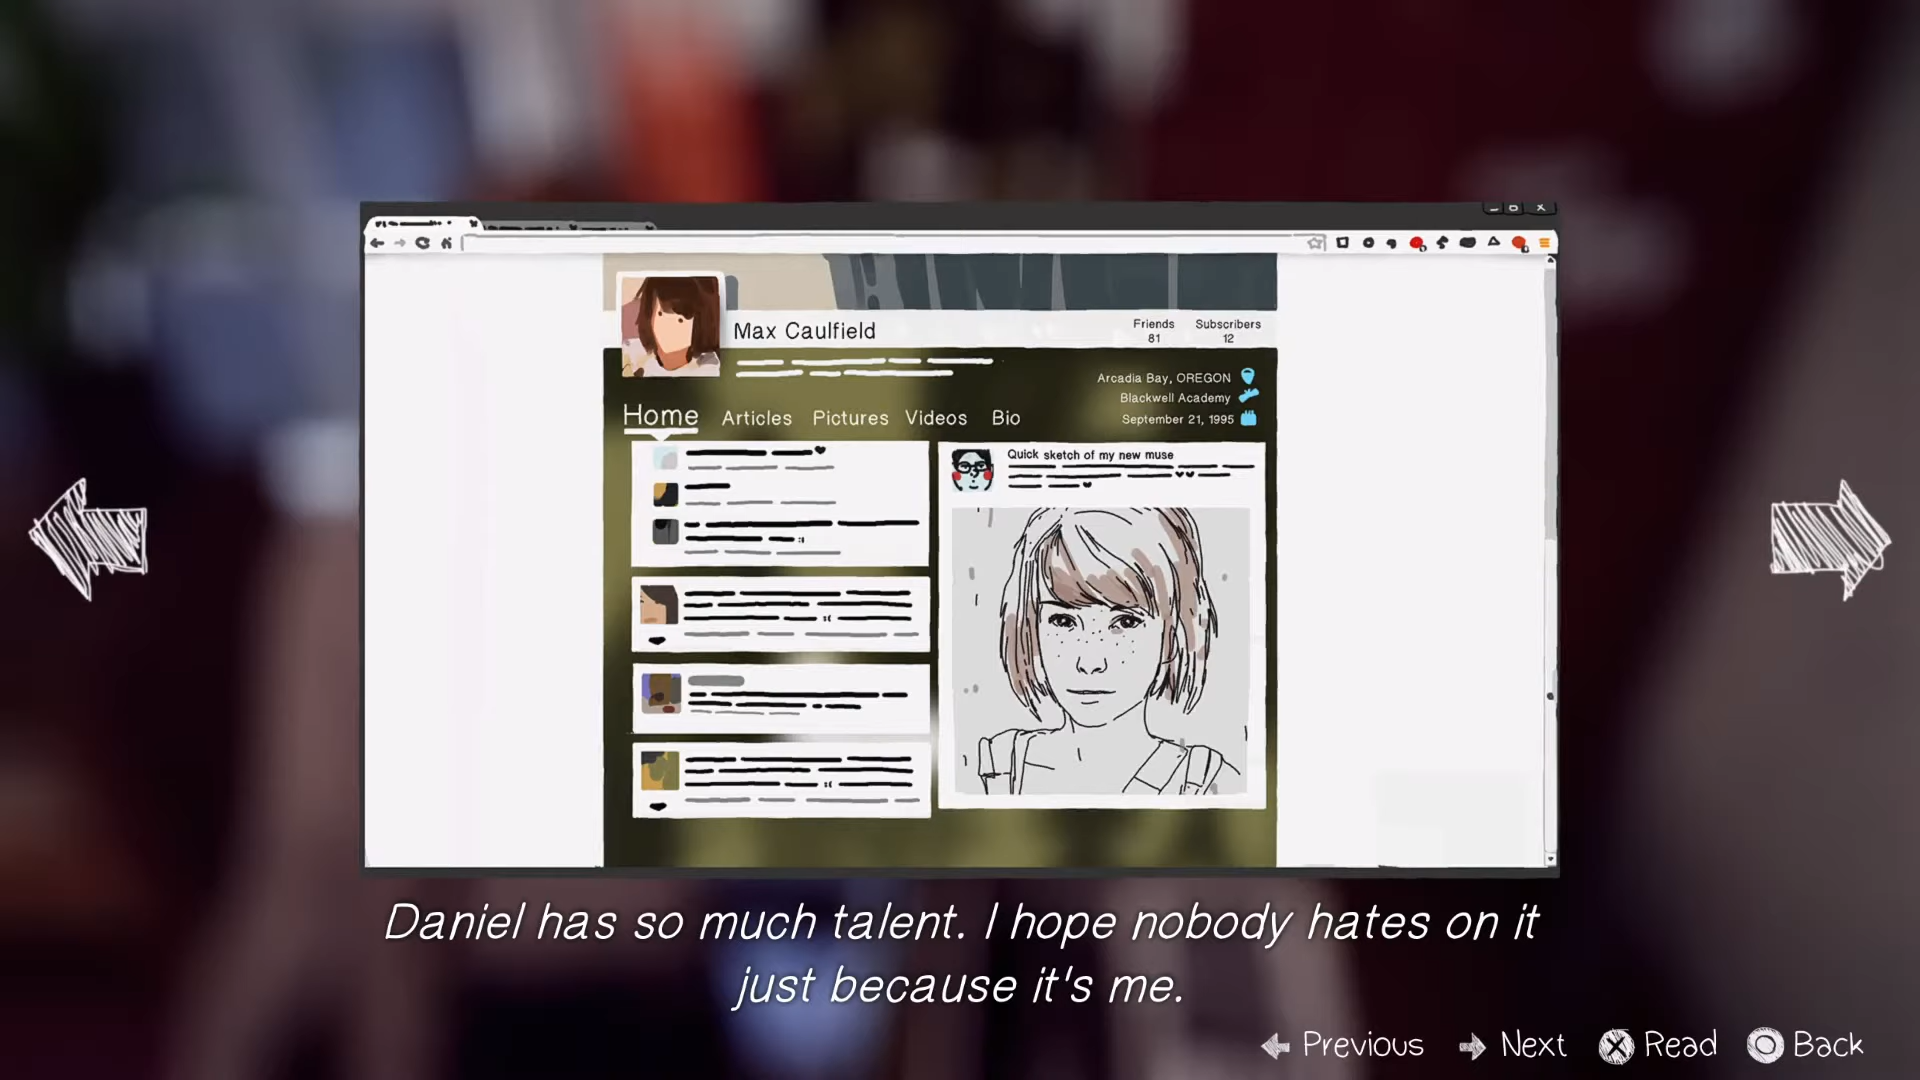 Max Caulfield
Friends
81
Subscribers
12
Arcadia Bay, OREGON
Blackwell Academy
September 21, 1995
Home Articles Pictures Videos Bio
Quick sketch of my new muse
Daniel has so much talent. I hope nobody hates on it
just because it's me.
Previous Next Read Back